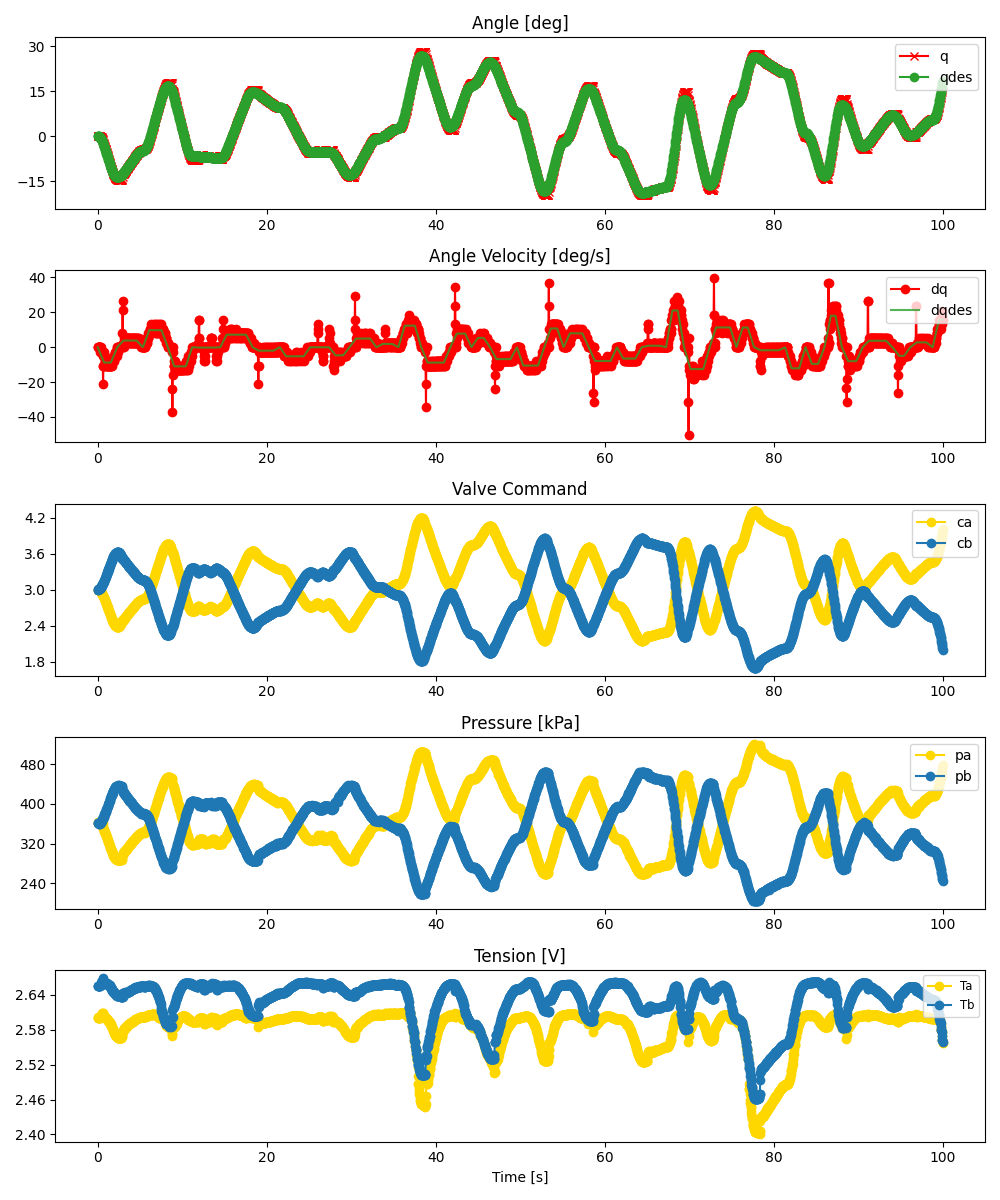 Angle [deg]
30
15
0
−15
q
qdes
0 20 40 60 80 100
Angle Velocity [deg/s]
40
20
0
−20
−40
dq
dqdes
0 20 40 60 80 100
Valve Command
4.2
3.6
3.0
2.4
1.8
ca
cb
0 20 40 60 80 100
Pressure [kPa]
480
400
320
240
pa
pb
0 20 40 60 80 100
Tension [V]
2.64
2.58
2.52
2.46
2.40
Ta
Tb
0 20 40 60 80 100
Time [s]